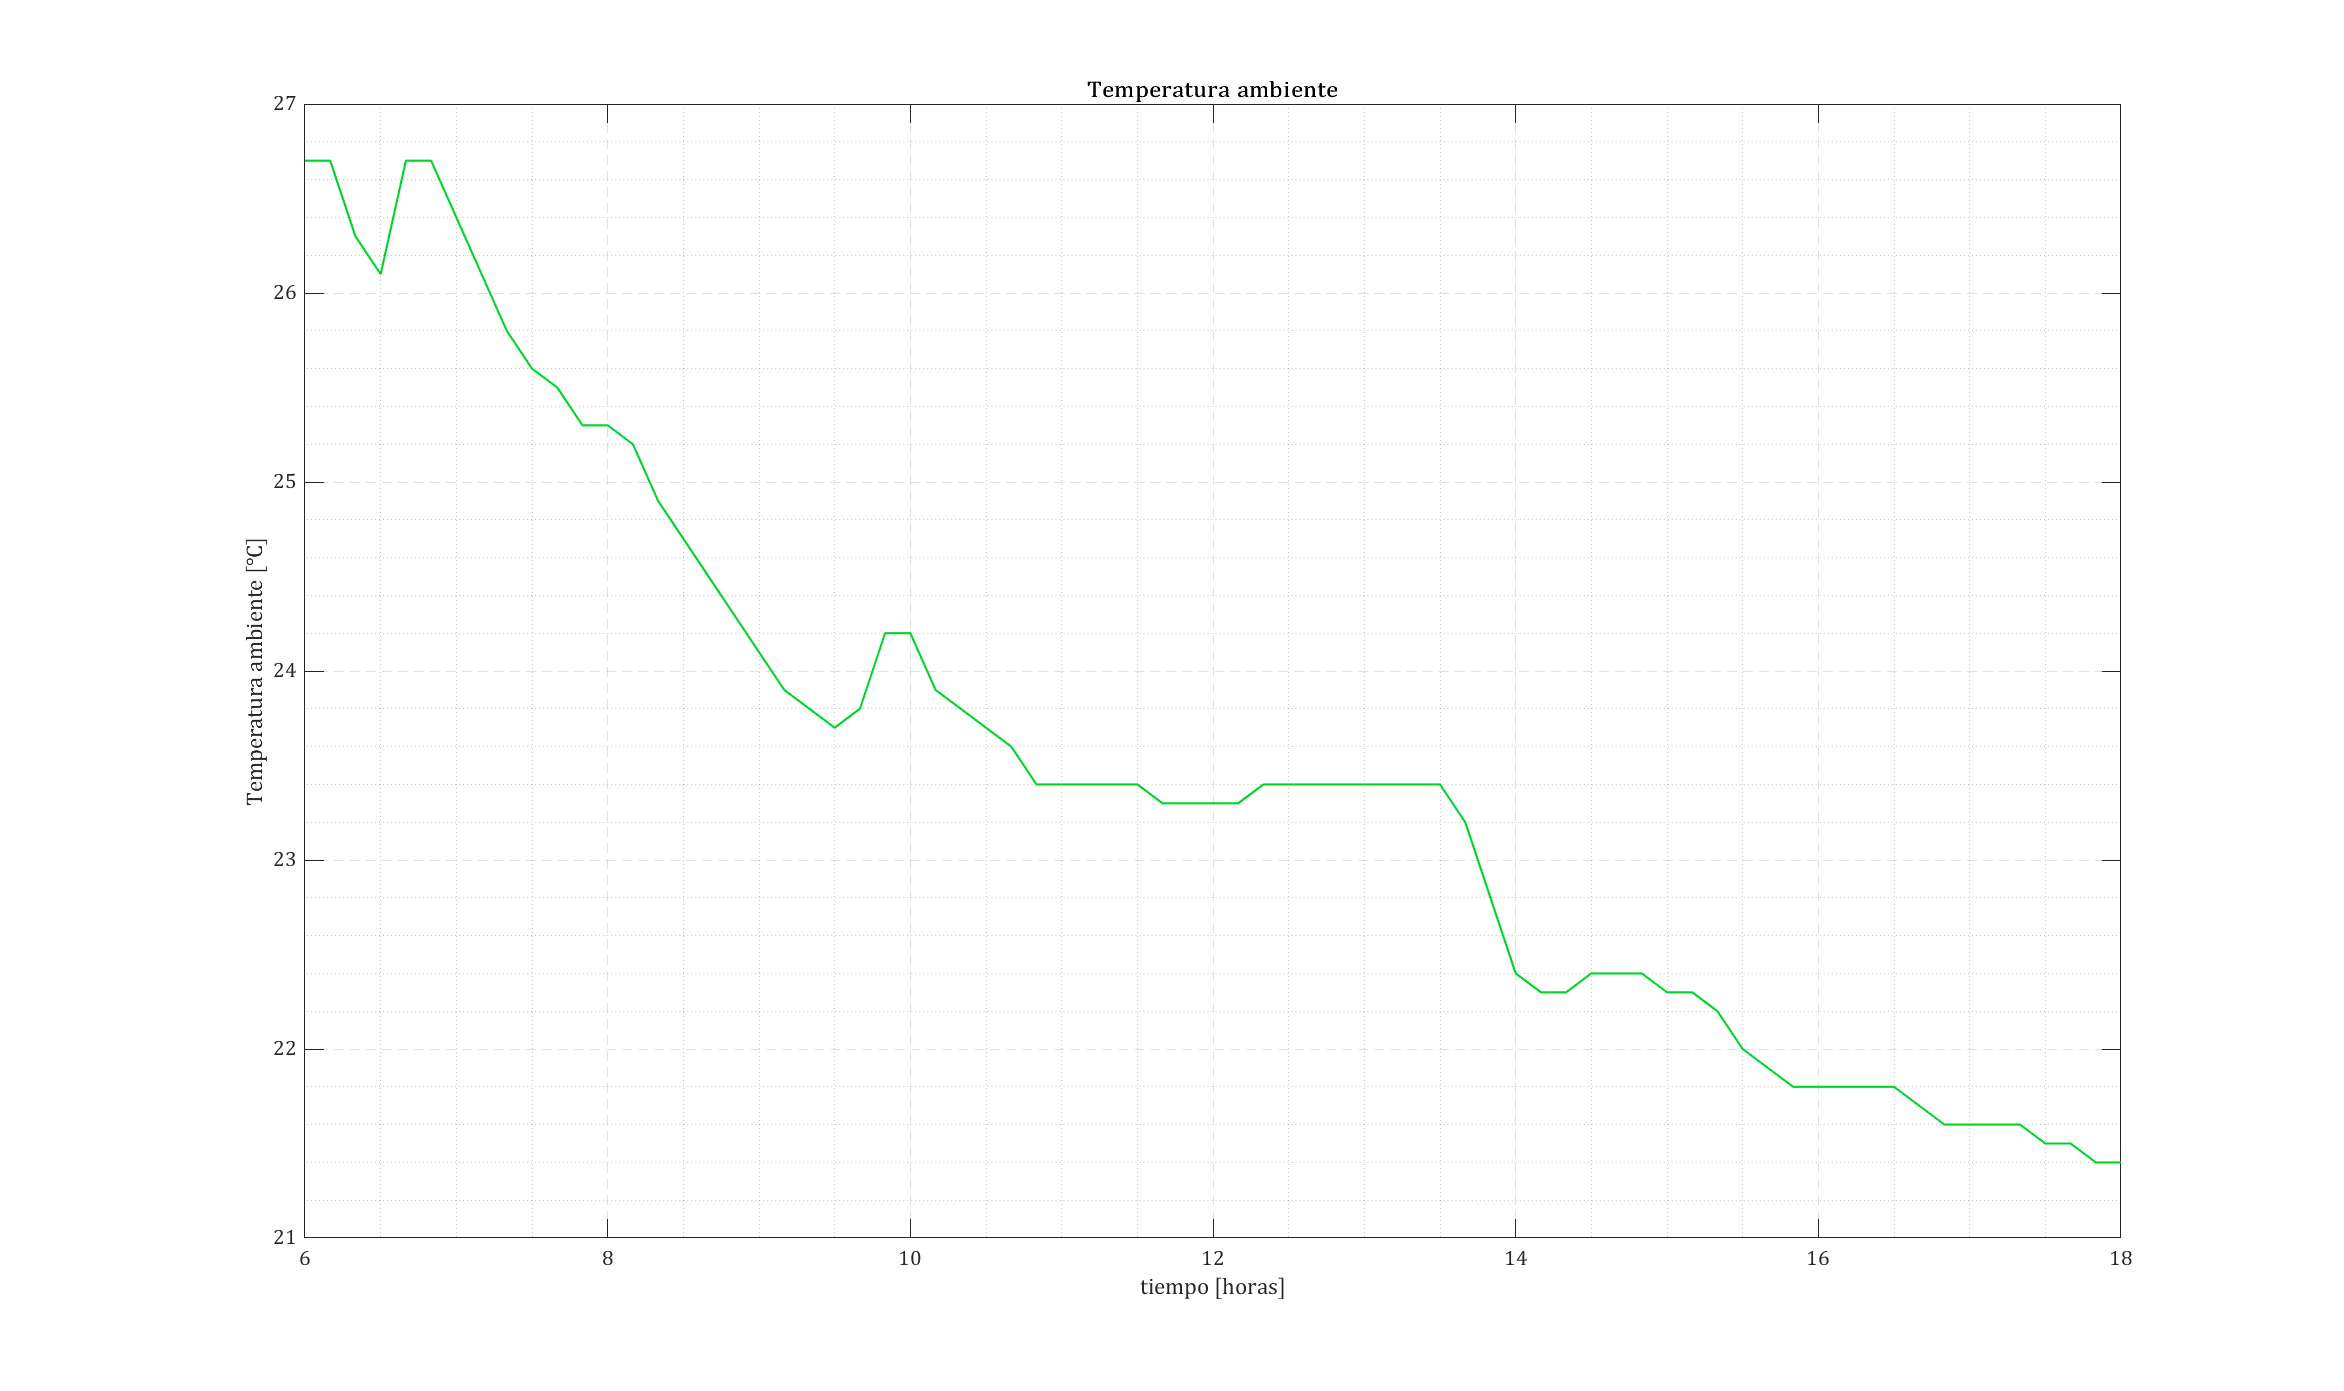 Temperatura ambiente
27
26
25
24
23
22
21
Temperatura ambiente [°C]
6 8 10 12 14 16 18
tiempo [horas]